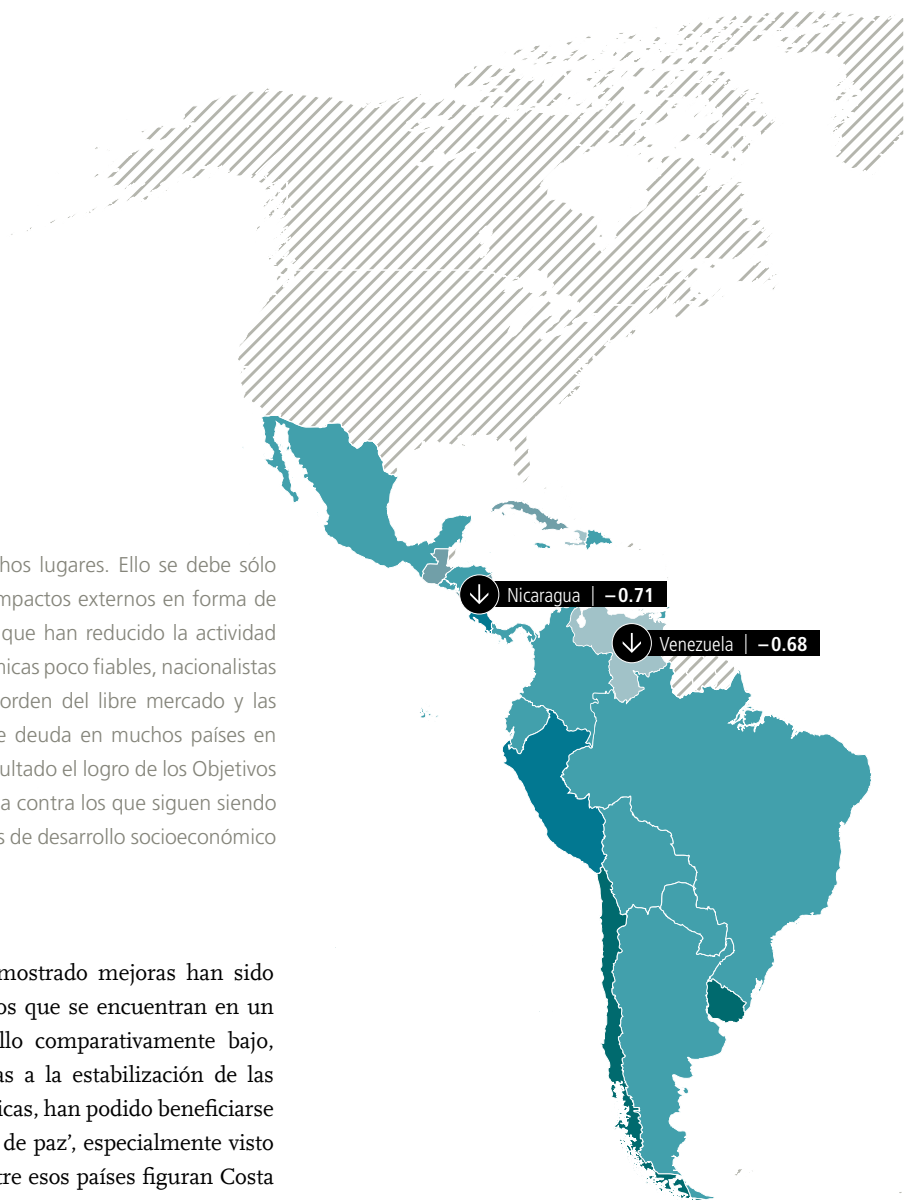 hos lugares. Ello se debe sólo
mpactos externos en forma de
que han reducido la actividad
nicas poco fiables, nacionalistas
orden del libre mercado y las
e deuda en muchos países en
ultado el logro de los Objetivos
a contra los que siguen siendo
s de desarrollo socioeconómico
Nicaragua | –0.71
Venezuela | –0.68
mostrado mejoras han sido
os que se encuentran en un
llo comparativamente bajo,
as a la estabilización de las
icas, han podido beneficiarse
de paz’, especialmente visto
tre esos países figuran Costa